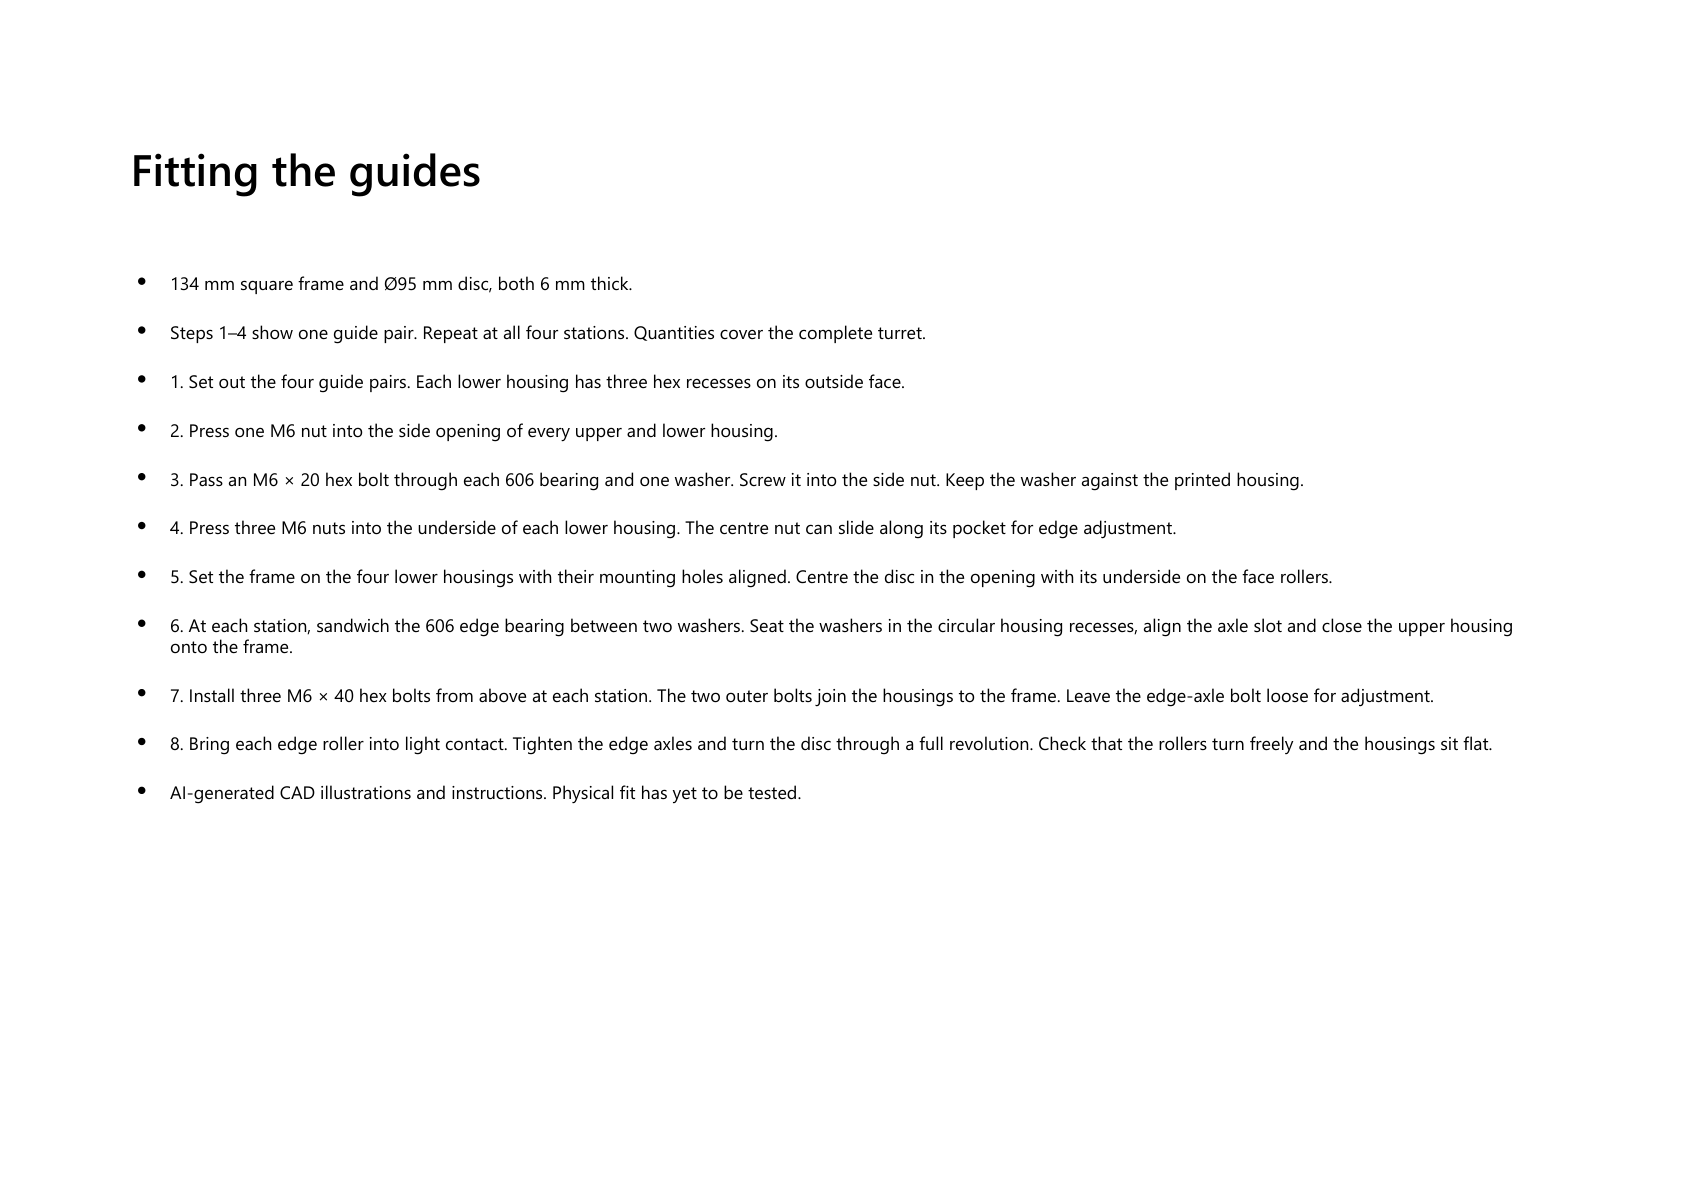 Fitting the guides
• 134 mm square frame and Ø95 mm disc, both 6 mm thick.
• Steps 1–4 show one guide pair. Repeat at all four stations. Quantities cover the complete turret.
• 1. Set out the four guide pairs. Each lower housing has three hex recesses on its outside face.
• 2. Press one M6 nut into the side opening of every upper and lower housing.
• 3. Pass an M6 × 20 hex bolt through each 606 bearing and one washer. Screw it into the side nut. Keep the washer against the printed housing.
• 4. Press three M6 nuts into the underside of each lower housing. The centre nut can slide along its pocket for edge adjustment.
• 5. Set the frame on the four lower housings with their mounting holes aligned. Centre the disc in the opening with its underside on the face rollers.
• 6. At each station, sandwich the 606 edge bearing between two washers. Seat the washers in the circular housing recesses, align the axle slot and close the upper housing
onto the frame.
• 7. Install three M6 × 40 hex bolts from above at each station. The two outer bolts join the housings to the frame. Leave the edge-axle bolt loose for adjustment.
• 8. Bring each edge roller into light contact. Tighten the edge axles and turn the disc through a full revolution. Check that the rollers turn freely and the housings sit flat.
• AI-generated CAD illustrations and instructions. Physical fit has yet to be tested.